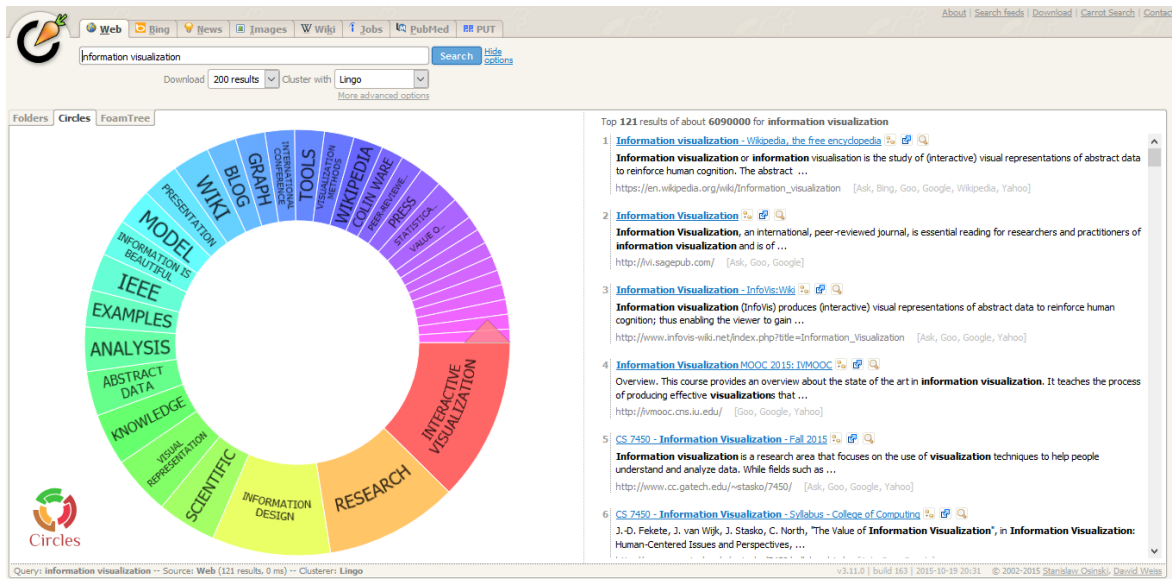 About | Search feeds | Download | Carrot Search | Contact
Web Bing News Images Wiki Jobs PubMed PUT
information visualization Search Hide options
Download 200 results Cluster with Lingo
More advanced options
Folders Circles FoamTree
INTERACTIVE VISUALIZATION
RESEARCH
INFORMATION DESIGN
SCIENTIFIC
VISUAL REPRESENTATION
KNOWLEDGE
ABSTRACT DATA
ANALYSIS
EXAMPLES
IEEE
INFORMATION IS BEAUTIFUL
MODEL
PRESENTATION
WIKI
BLOG
GRAPH
INTERNATIONAL CONFERENCE
TOOLS
VISUALIZATION METHODS
WIKIPEDIA
COLIN WARE
PEER-REVIEWE...
PRESS
STATISTICA...
VALUE O...
Circles
Top 121 results of about 6090000 for information visualization
1 Information visualization - Wikipedia, the free encyclopedia
Information visualization or information visualisation is the study of (interactive) visual representations of abstract data
to reinforce human cognition. The abstract ...
https://en.wikipedia.org/wiki/Information_visualization [Ask, Bing, Goo, Google, Wikipedia, Yahoo]
2 Information Visualization
Information Visualization, an international, peer-reviewed journal, is essential reading for researchers and practitioners of
information visualization and is of ...
http://ivi.sagepub.com/ [Ask, Goo, Google]
3 Information Visualization - InfoVis:Wiki
Information visualization (InfoVis) produces (interactive) visual representations of abstract data to reinforce human
cognition; thus enabling the viewer to gain ...
http://www.infovis-wiki.net/index.php?title=Information_Visualization [Ask, Goo, Google, Yahoo]
4 Information Visualization MOOC 2015: IVMOOC
Overview. This course provides an overview about the state of the art in information visualization. It teaches the process
of producing effective visualizations that ...
http://ivmooc.cns.iu.edu/ [Goo, Google, Yahoo]
5 CS 7450 - Information Visualization - Fall 2015
Information visualization is a research area that focuses on the use of visualization techniques to help people
understand and analyze data. While fields such as ...
http://www.cc.gatech.edu/~stasko/7450/ [Ask, Goo, Google, Yahoo]
6 CS 7450 - Information Visualization - Syllabus - College of Computing
J.-D. Fekete, J. van Wijk, J. Stasko, C. North, "The Value of Information Visualization", in Information Visualization:
Human-Centered Issues and Perspectives, ...
Query: information visualization -- Source: Web (121 results, 0 ms) -- Clusterer: Lingo
v3.11.0 | build 163 | 2015-10-19 20:31 © 2002-2015 Stanislaw Osinski, Dawid Weiss